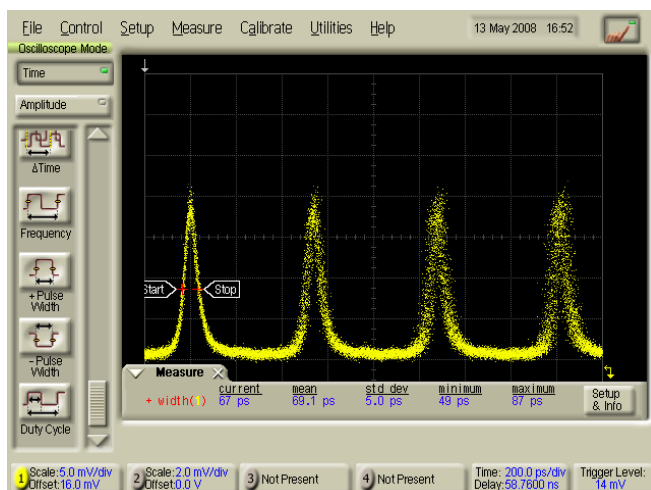 File Control Setup Measure Calibrate Utilities Help 13 May 2008 16:52
Oscilloscope Mode
Time
Amplitude
ΔTime
Frequency
+ Pulse
Width
- Pulse
Width
Duty Cycle
Start Stop
Measure
current mean std dev minimum maximum
+ width(1) 67 ps 69.1 ps 5.0 ps 49 ps 87 ps
Setup
& Info
1 Scale:5.0 mV/div
Offset:16.0 mV
2 Scale:2.0 mV/div
Offset:0.0 V
3 Not Present
4 Not Present
Time: 200.0 ps/div
Delay:58.7600 ns
Trigger Level:
14 mV